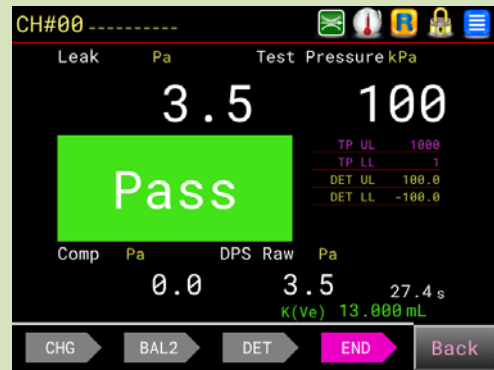 CH#00 ----------
R
Leak Pa Test Pressure kPa
3.5 100
TP UL 1000
TP LL 1
DET UL 100.0
DET LL -100.0
Pass
Comp Pa DPS Raw Pa
0.0 3.5 27.4 s
K(Ve) 13.000 mL
CHG BAL2 DET END Back